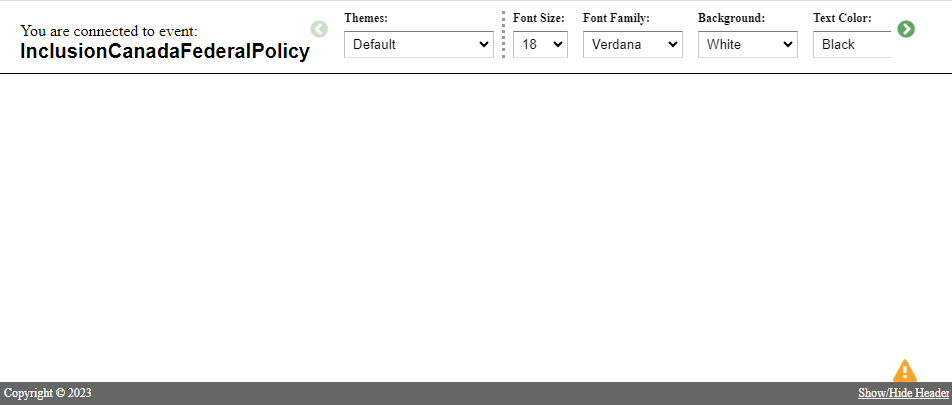 You are connected to event:
InclusionCanadaFederalPolicy
Themes:
Default
Font Size:
18
Font Family:
Verdana
Background:
White
Text Color:
Black
Copyright © 2023
Show/Hide Header